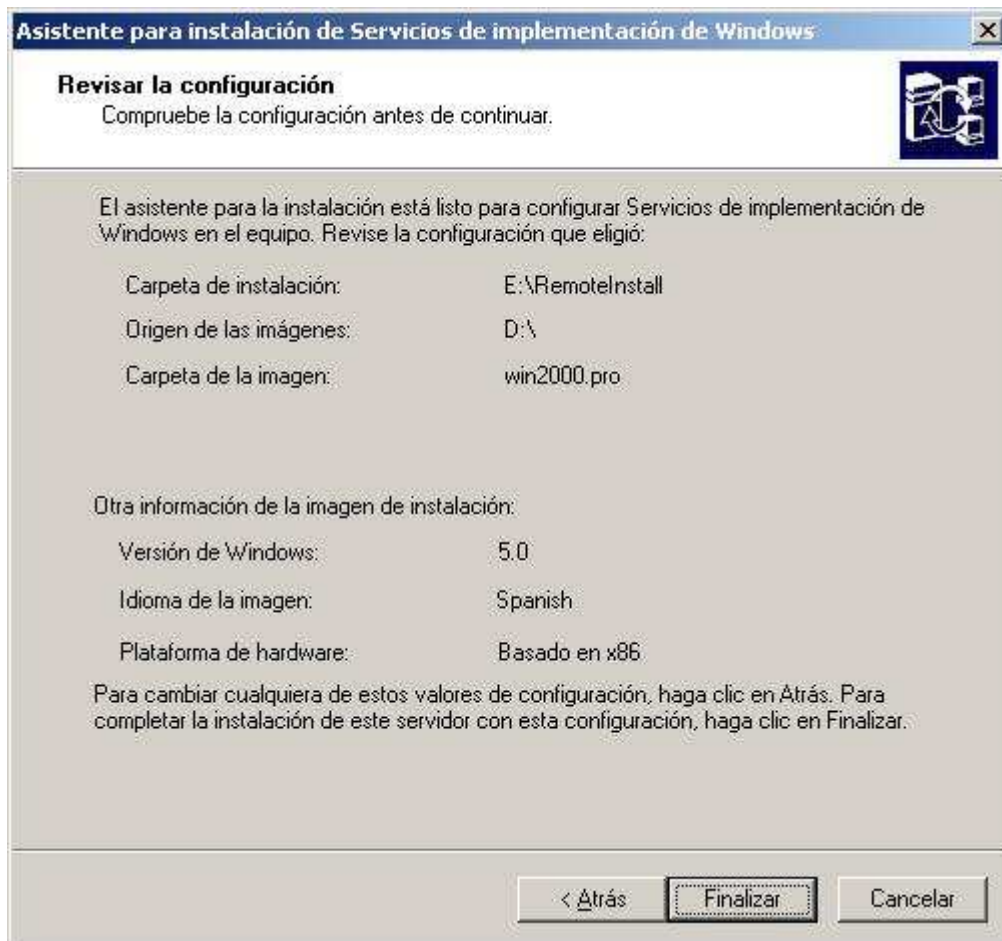 Asistente para instalación de Servicios de implementación de Windows
Revisar la configuración
Compruebe la configuración antes de continuar.
El asistente para la instalación está listo para configurar Servicios de implementación de
Windows en el equipo. Revise la configuración que eligió:
Carpeta de instalación: E:\RemoteInstall
Origen de las imágenes: D:\
Carpeta de la imagen: win2000.pro
Otra información de la imagen de instalación:
Versión de Windows: 5.0
Idioma de la imagen: Spanish
Plataforma de hardware: Basado en x86
Para cambiar cualquiera de estos valores de configuración, haga clic en Atrás. Para
completar la instalación de este servidor con esta configuración, haga clic en Finalizar.
< Atrás Finalizar Cancelar